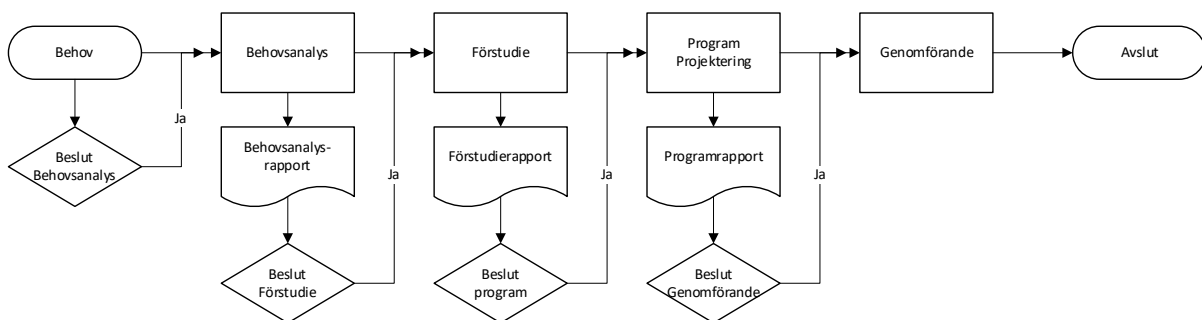 Behov
Behovsanalys
Förstudie
Program
Projektering
Genomförande
Avslut
Ja
Beslut
Behovsanalys
Behovsanalys-
rapport
Förstudierapport
Programrapport
Ja
Ja
Ja
Beslut
Förstudie
Beslut
program
Beslut
Genomförande